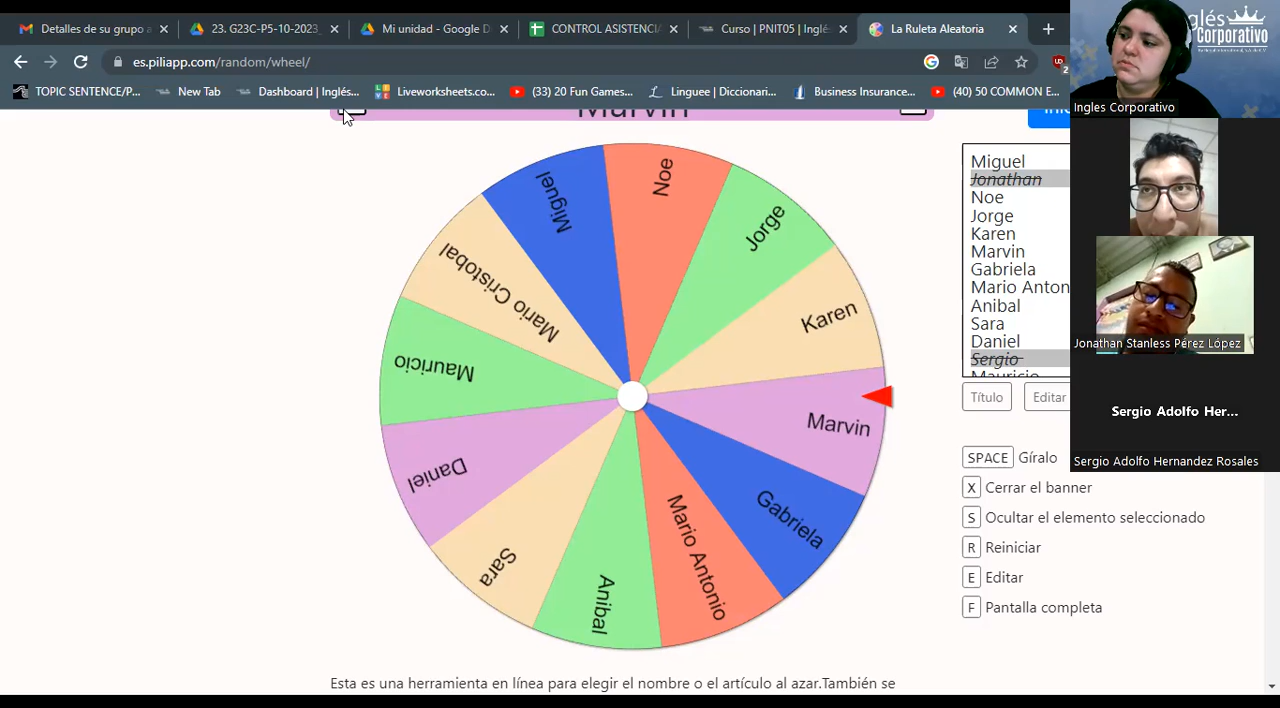 Detalles de su grupo a
23. G23C-P5-10-2023_
Mi unidad - Google D
CONTROL ASISTENCIA
Curso | PNIT05 | Inglés
La Ruleta Aleatoria
es.piliapp.com/random/wheel/
TOPIC SENTENCE/P...
New Tab
Dashboard | Inglés...
Liveworksheets.co...
(33) 20 Fun Games...
Linguee | Diccionari...
Business Insurance...
(40) 50 COMMON E...
Marvin
Noe
Jorge
Karen
Marvin
Gabriela
Mario Antonio
Anibal
Sara
Daniel
Mauricio
Mario Cristobal
Miguel
Miguel
Jonathan
Noe
Jorge
Karen
Marvin
Gabriela
Mario Anton
Anibal
Sara
Daniel
Sergio
Mauricio
Título
Editar
SPACE Gíralo
X Cerrar el banner
S Ocultar el elemento seleccionado
R Reiniciar
E Editar
F Pantalla completa
Esta es una herramienta en línea para elegir el nombre o el artículo al azar.También se
glés
Corporativo
Ingles Corporativo
Jonathan Stanless Pérez López
Sergio Adolfo Her...
Sergio Adolfo Hernandez Rosales